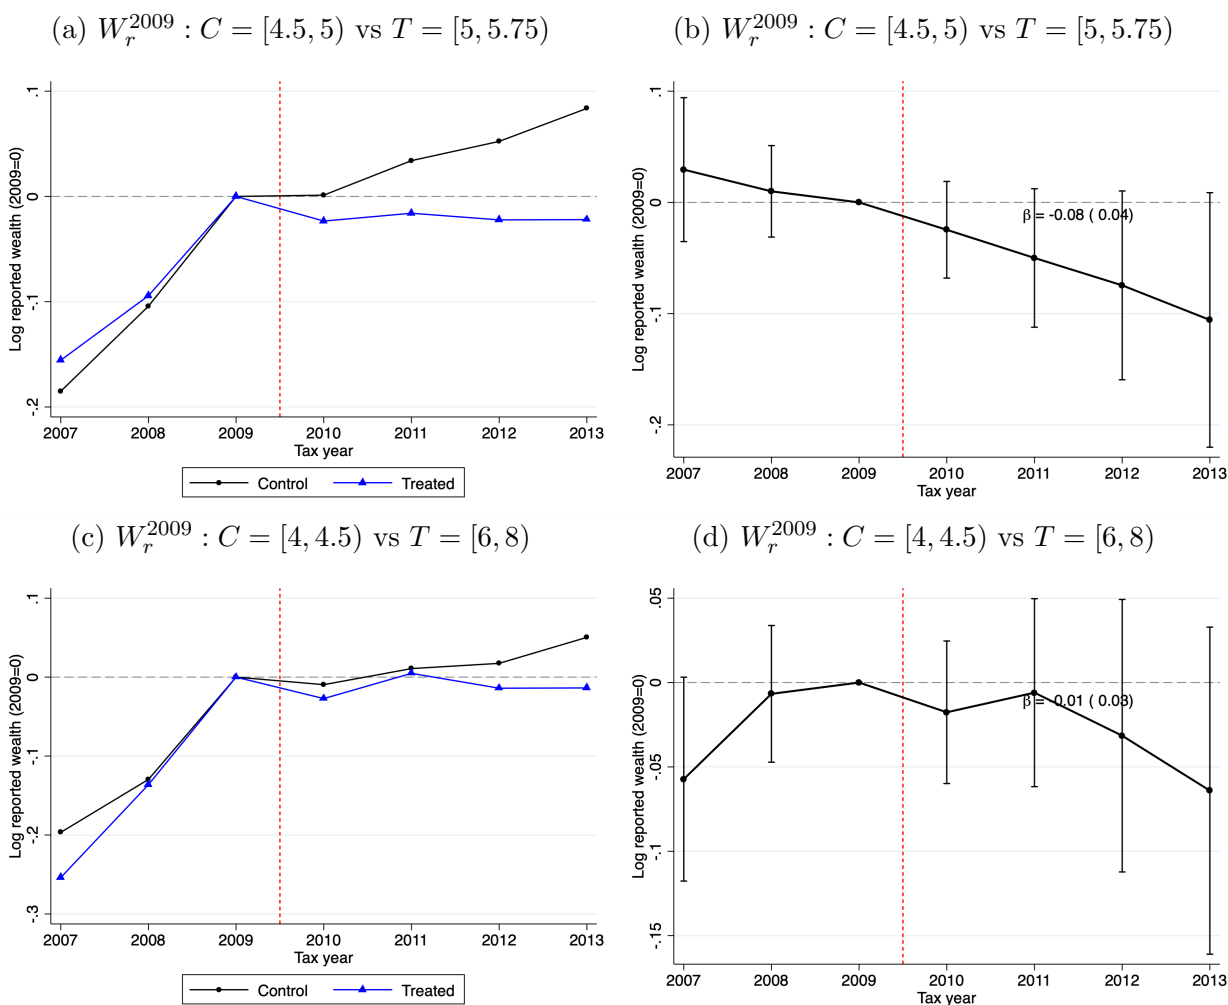 (a) W_r^2009 : C = [4.5, 5) vs T = [5, 5.75)
Log reported wealth (2009=0)
.1
0
-.1
-.2
2007 2008 2009 2010 2011 2012 2013
Tax year
Control Treated
(b) W_r^2009 : C = [4.5, 5) vs T = [5, 5.75)
Log reported wealth (2009=0)
.1
0
-.1
-.2
β = -0.08 ( 0.04)
2007 2008 2009 2010 2011 2012 2013
Tax year
(c) W_r^2009 : C = [4, 4.5) vs T = [6, 8)
Log reported wealth (2009=0)
.1
0
-.1
-.2
-.3
2007 2008 2009 2010 2011 2012 2013
Tax year
Control Treated
(d) W_r^2009 : C = [4, 4.5) vs T = [6, 8)
Log reported wealth (2009=0)
.05
0
-.05
-.1
-.15
β = -0.01 ( 0.03)
2007 2008 2009 2010 2011 2012 2013
Tax year